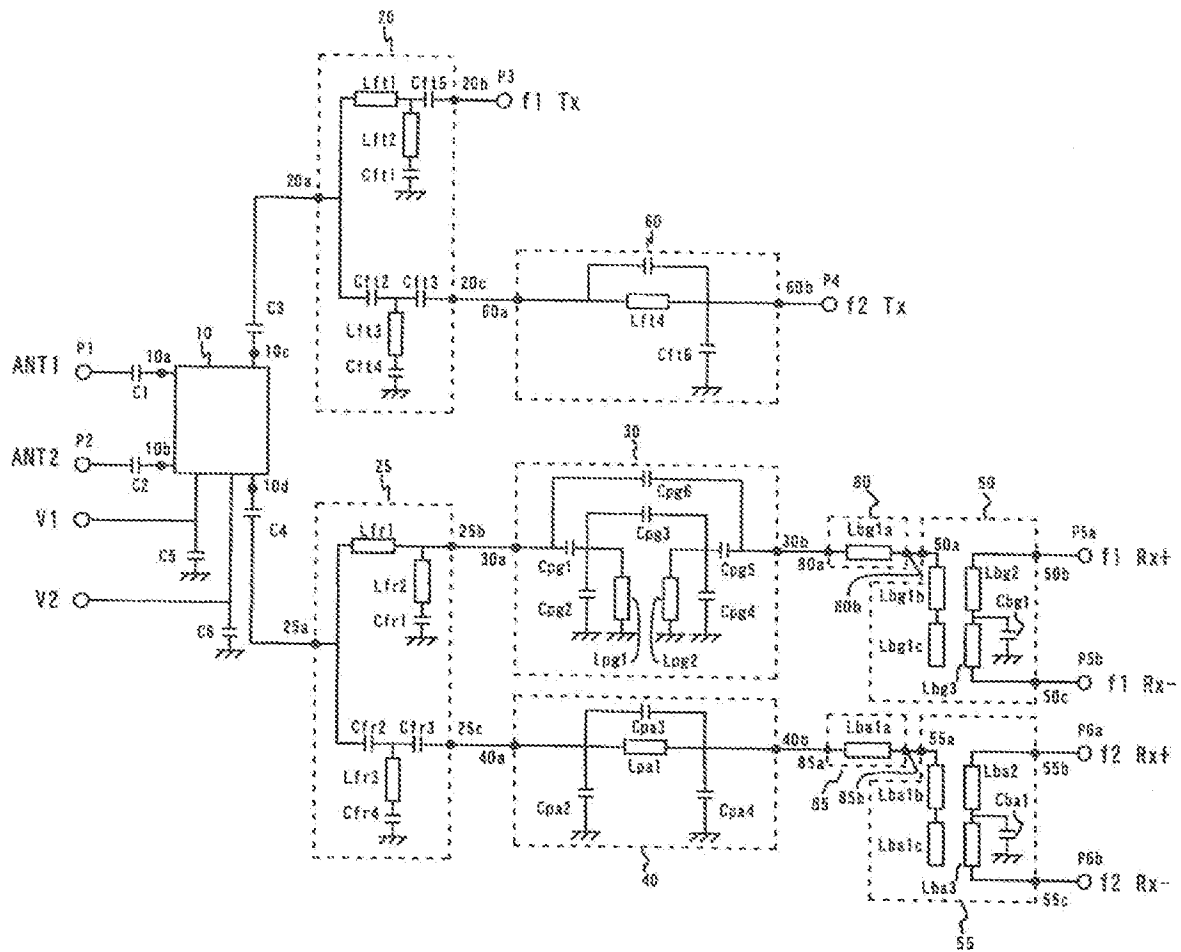 20
Lft1
Cft5
20b
P3
f1 Tx
Lft2
Cft1
20a
60
Cft2
Cft3
20c
60a
Lft4
60b
P4
f2 Tx
Lft3
Cft4
Cft6
C3
10
10c
P1
10a
ANT1
C1
P2
10b
ANT2
C2
10d
V1
C5
C4
V2
C6
25
Lfr1
25b
Lfr2
Cfr1
25a
Cfr2
Cfr3
25c
Lfr3
Cfr4
30
Cpg6
30a
Cpg3
Cpg1
Cpg5
30b
Cpg2
Cpg4
Lpg1
Lpg2
80
Lbg1a
80a
80b
50
50a
Lbg2
P5a
f1 Rx+
50b
Lbg1b
Cbg1
Lbg1c
Lbg3
P5b
f1 Rx-
50c
40a
Cpa3
Lpa1
40b
Cpa2
Cpa4
40
Lba1a
85a
85
85b
55a
Lba2
P6a
f2 Rx+
55b
Lba1b
Cba1
Lba1c
Lba3
P6b
f2 Rx-
55c
55